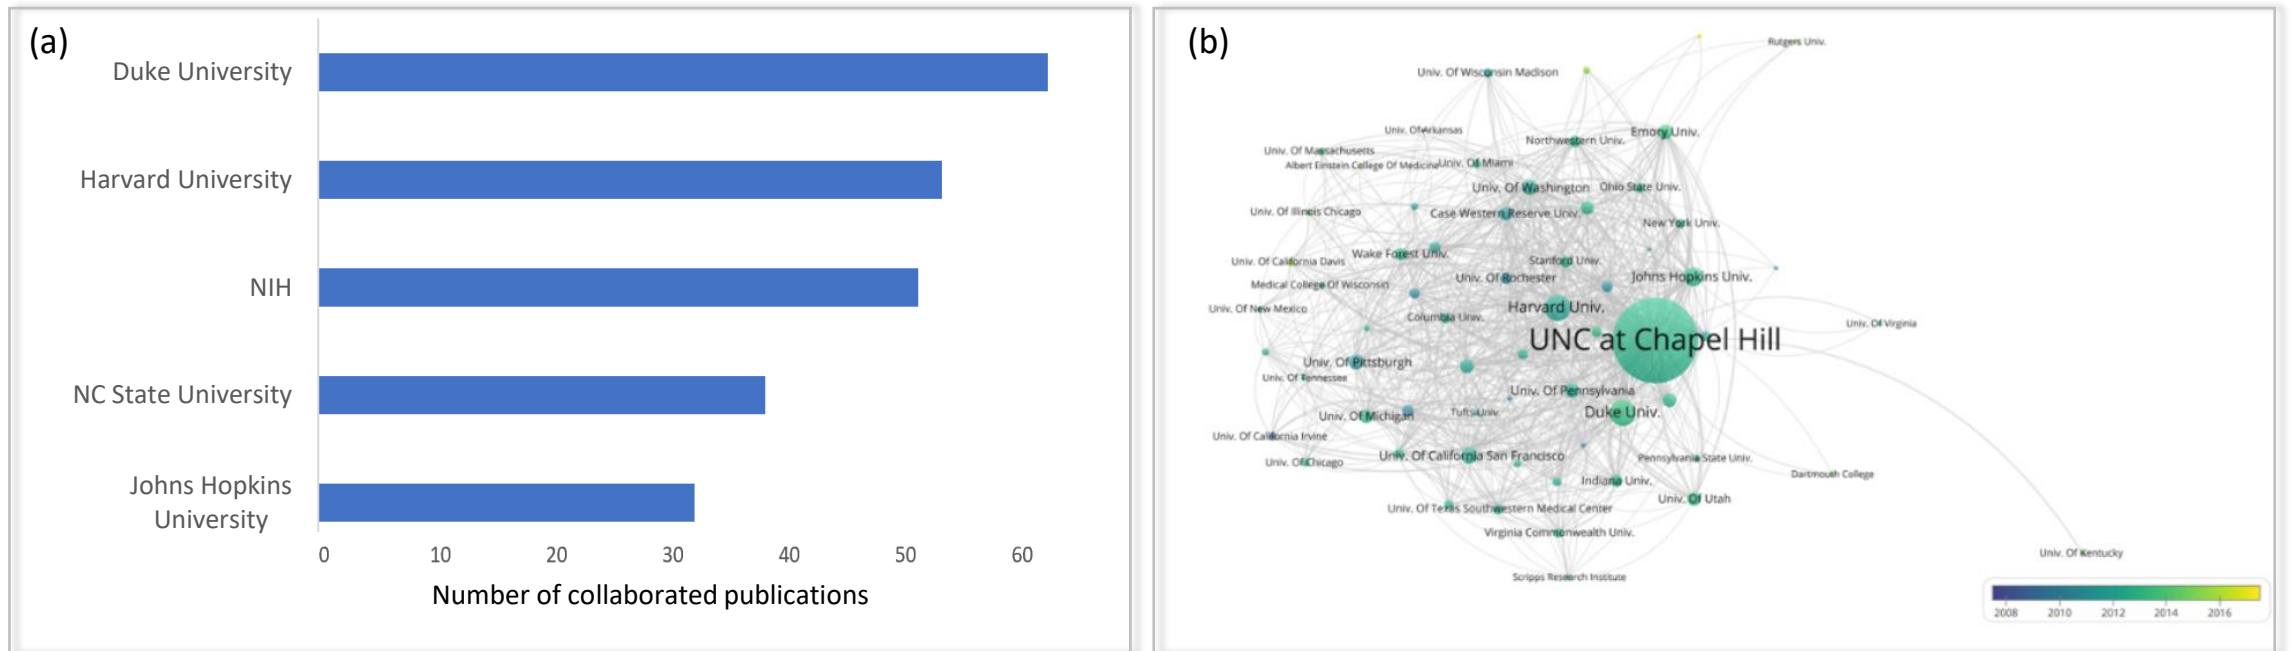 (a)
Duke University
Harvard University
NIH
NC State University
Johns Hopkins
University
0 10 20 30 40 50 60
Number of collaborated publications
(b)
Rutgers Univ.
Univ. Of Wisconsin Madison
Univ. Of Arkansas
Emory Univ.
Northwestern Univ.
Univ. Of Massachusetts
Albert Einstein College Of Medicine
Univ. Of Miami
Univ. Of Washington
Ohio State Univ.
Univ. Of Illinois Chicago
Case Western Reserve Univ.
New York Univ.
Wake Forest Univ.
Univ. Of California Davis
Stanford Univ.
Univ. Of Rochester
Johns Hopkins Univ.
Medical College Of Wisconsin
Univ. Of New Mexico
Harvard Univ.
Columbia Univ.
Univ. Of Virginia
UNC at Chapel Hill
Univ. Of Pittsburgh
Univ. Of Tennessee
Univ. Of Pennsylvania
Univ. Of Michigan
Tufts Univ.
Duke Univ.
Univ. Of California Irvine
Univ. Of Chicago
Univ. Of California San Francisco
Pennsylvania State Univ.
Dartmouth College
Indiana Univ.
Univ. Of Utah
Univ. Of Texas Southwestern Medical Center
Virginia Commonwealth Univ.
Univ. Of Kentucky
Scripps Research Institute
2008 2010 2012 2014 2016